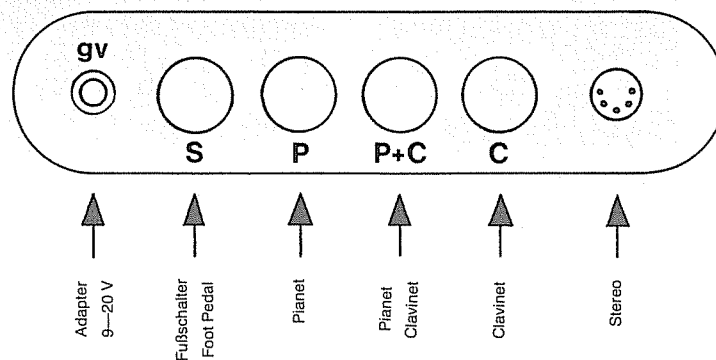 gv
S
P
P+C
C
Adapter
9—20 V
Fußschalter
Foot Pedal
Pianet
Pianet
Clavinet
Clavinet
Stereo